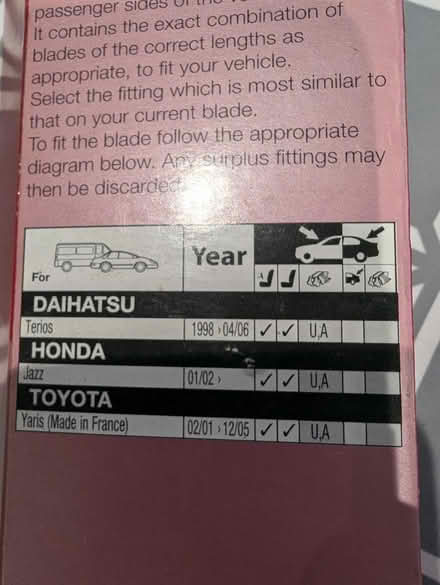 passenger sides of the
It contains the exact combination of
blades of the correct lengths as
appropriate, to fit your vehicle.
Select the fitting which is most similar to
that on your current blade.
To fit the blade follow the appropriate
diagram below. Any surplus fittings may
then be discarded
For Year
DAIHATSU
Terios 1998 › 04/06 ✓ ✓ U,A
HONDA
Jazz 01/02 › ✓ ✓ U,A
TOYOTA
Yaris (Made in France) 02/01 › 12/05 ✓ ✓ U,A